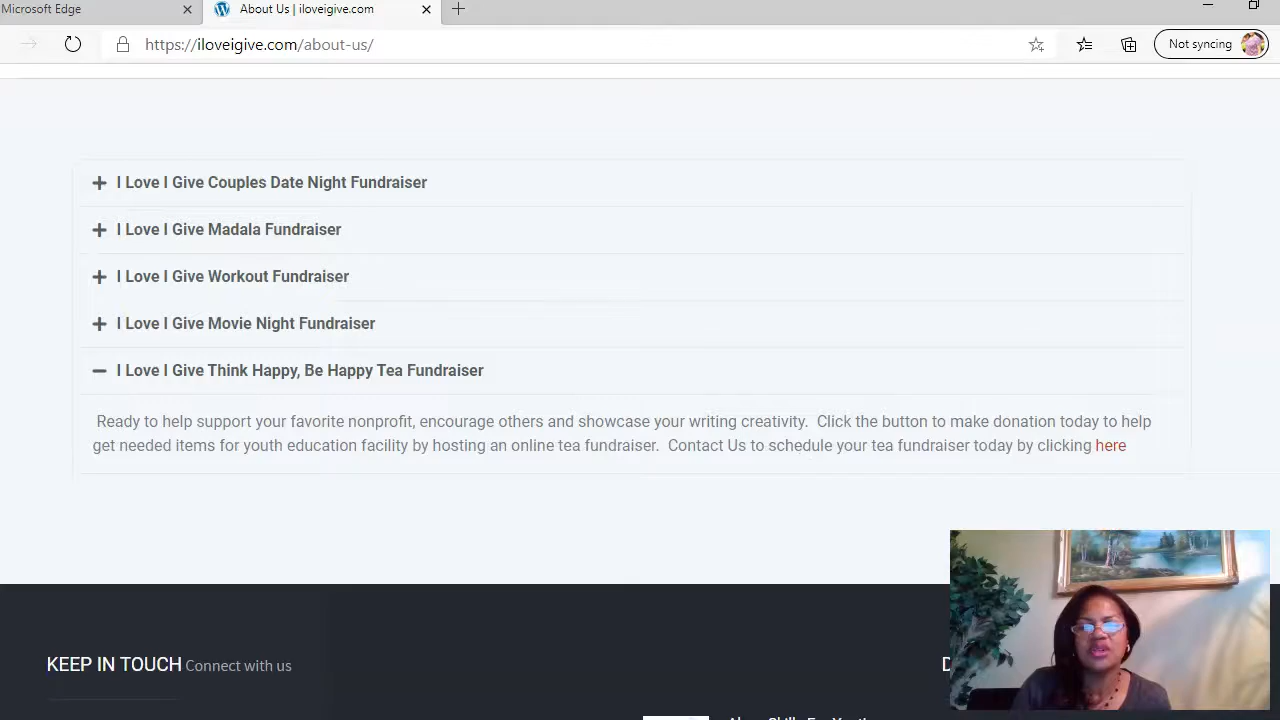 Microsoft Edge
About Us | iloveigive.com
https://iloveigive.com/about-us/
Not syncing
I Love I Give Couples Date Night Fundraiser
I Love I Give Madala Fundraiser
I Love I Give Workout Fundraiser
I Love I Give Movie Night Fundraiser
I Love I Give Think Happy, Be Happy Tea Fundraiser
Ready to help support your favorite nonprofit, encourage others and showcase your writing creativity. Click the button to make donation today to help
get needed items for youth education facility by hosting an online tea fundraiser. Contact Us to schedule your tea fundraiser today by clicking here
KEEP IN TOUCH Connect with us